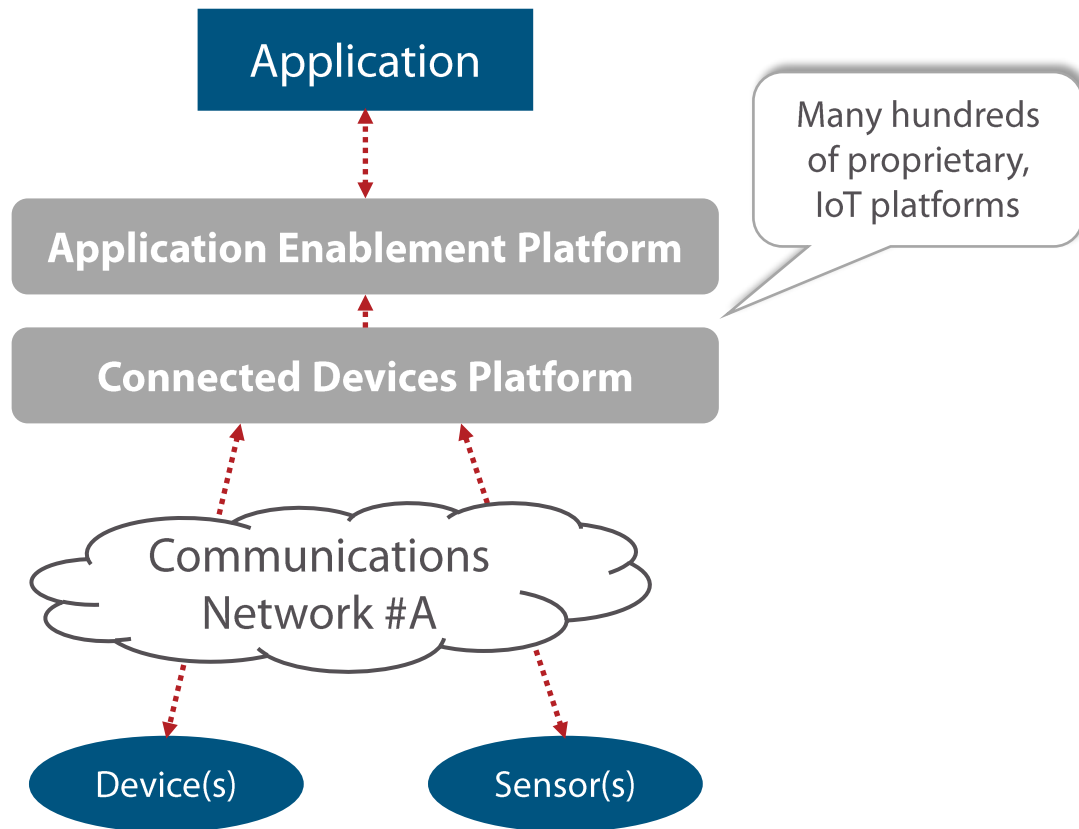 Application
Many hundreds
of proprietary,
IoT platforms
Application Enablement Platform
Connected Devices Platform
Communications
Network #A
Device(s)
Sensor(s)